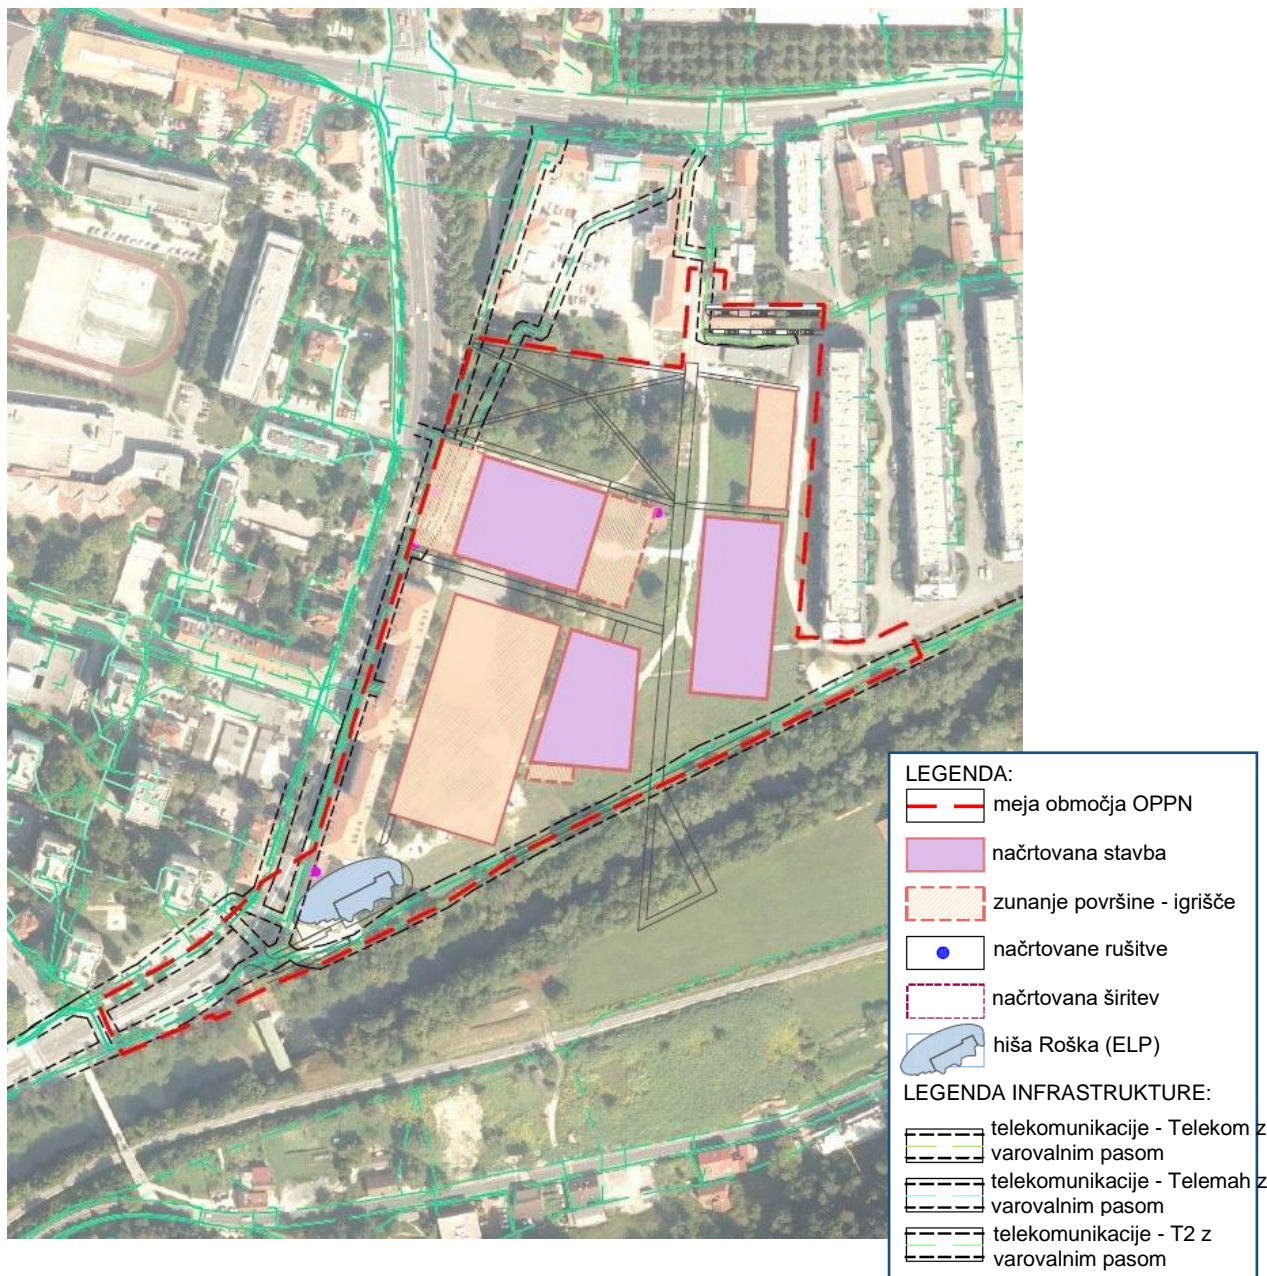 LEGENDA:
meja območja OPPN
načrtovana stavba
zunanje površine - igrišče
načrtovane rušitve
načrtovana širitev
hiša Roška (ELP)
LEGENDA INFRASTRUKTURE:
telekomunikacije - Telekom z
varovalnim pasom
telekomunikacije - Telemah z
varovalnim pasom
telekomunikacije - T2 z
varovalnim pasom